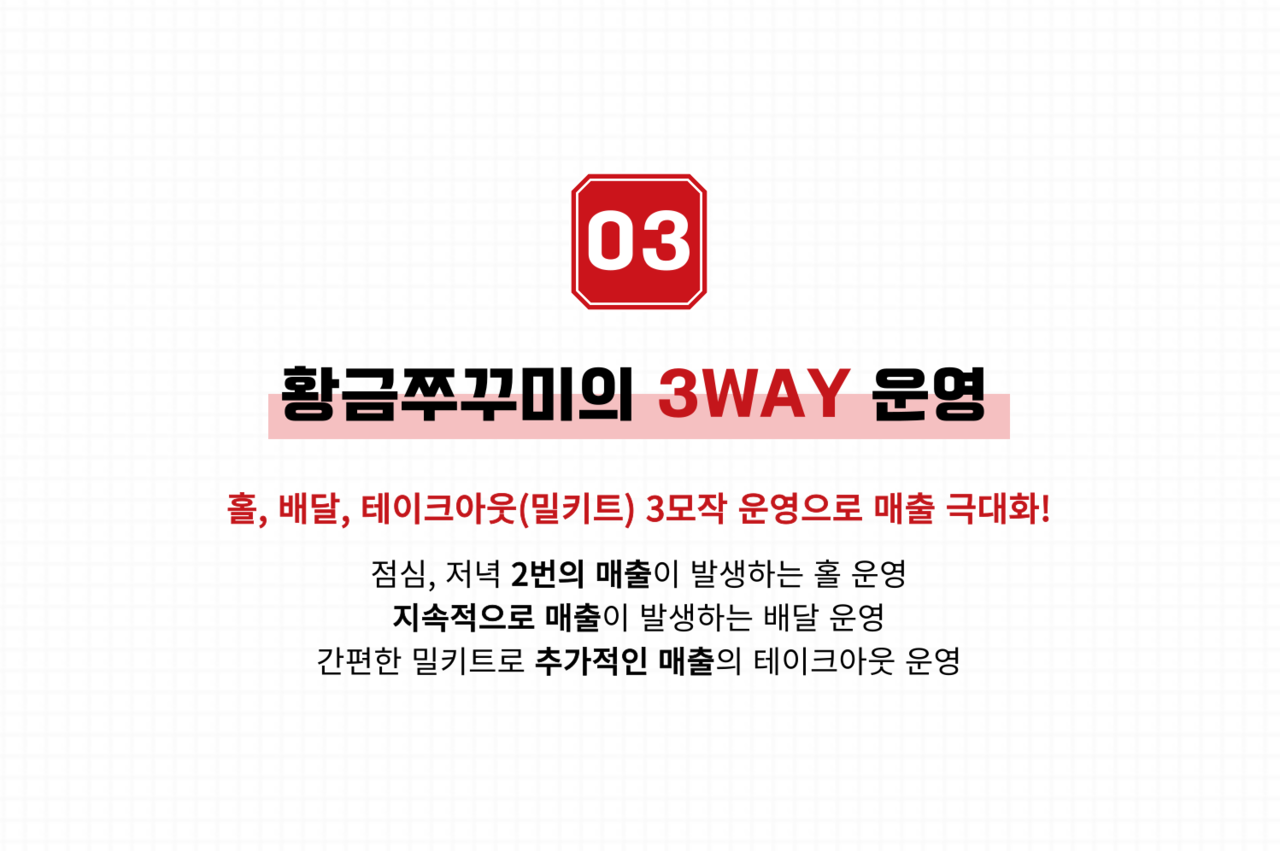 03
황금쭈꾸미의 3WAY 운영
홀, 배달, 테이크아웃(밀키트) 3모작 운영으로 매출 극대화!
점심, 저녁 2번의 매출이 발생하는 홀 운영
지속적으로 매출이 발생하는 배달 운영
간편한 밀키트로 추가적인 매출의 테이크아웃 운영